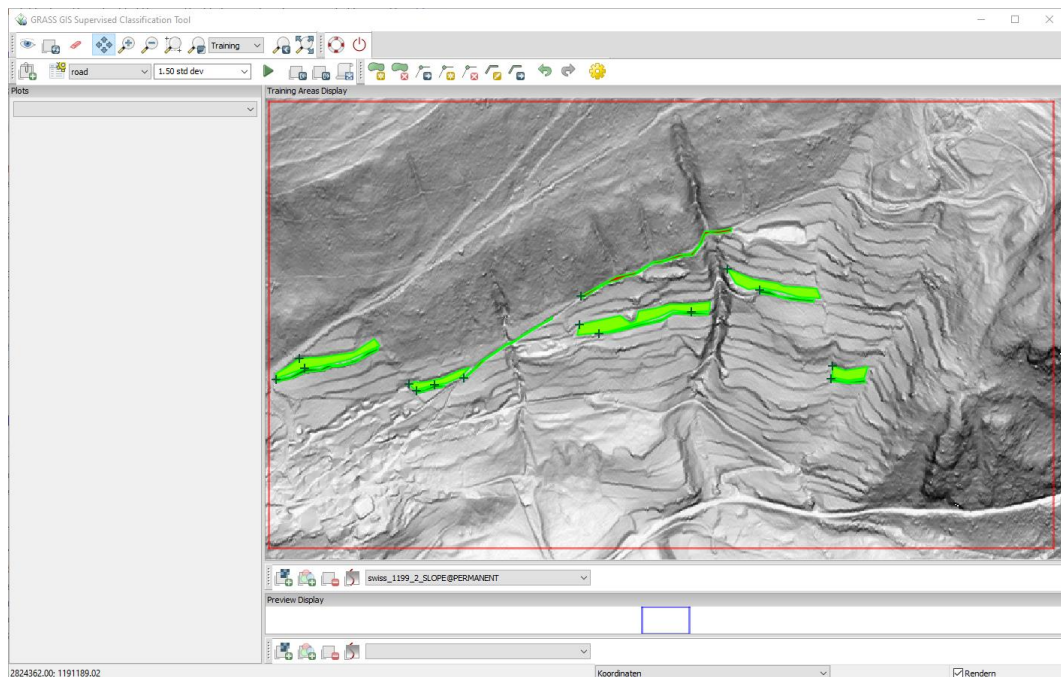 GRASS GIS Supervised Classification Tool
Training
road
1.50 std dev
Plots
Training Areas Display
swiss_1199_2_SLOPE@PERMANENT
Preview Display
2824362.00; 1191189.02
Koordinaten
Rendern